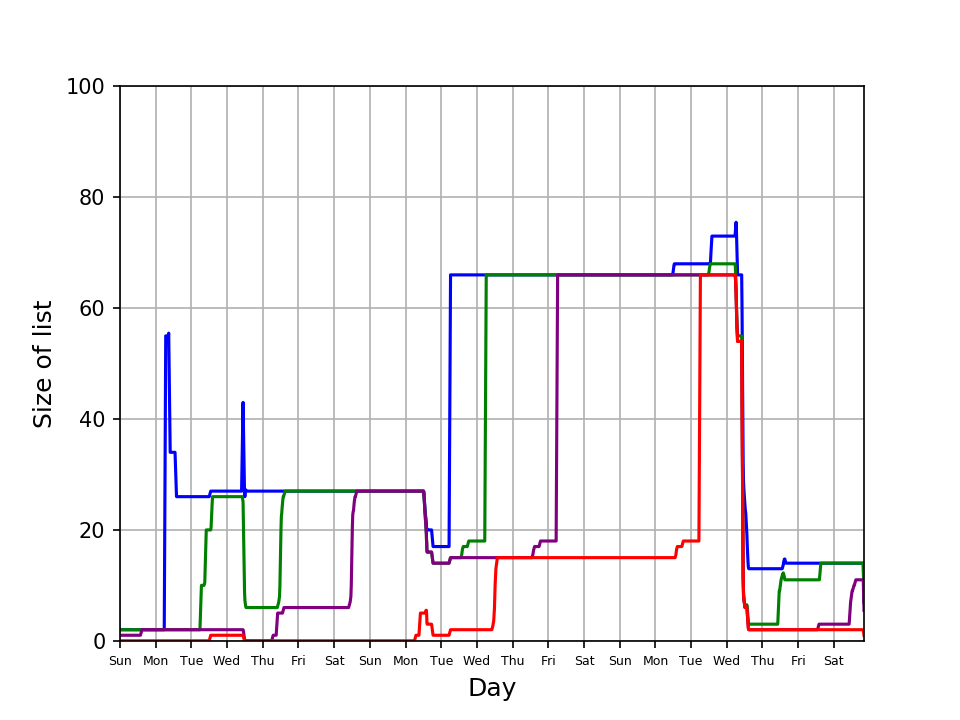 100
80
60
40
20
0
Size of list
Sun Mon Tue Wed Thu Fri Sat Sun Mon Tue Wed Thu Fri Sat Sun Mon Tue Wed Thu Fri Sat
Day